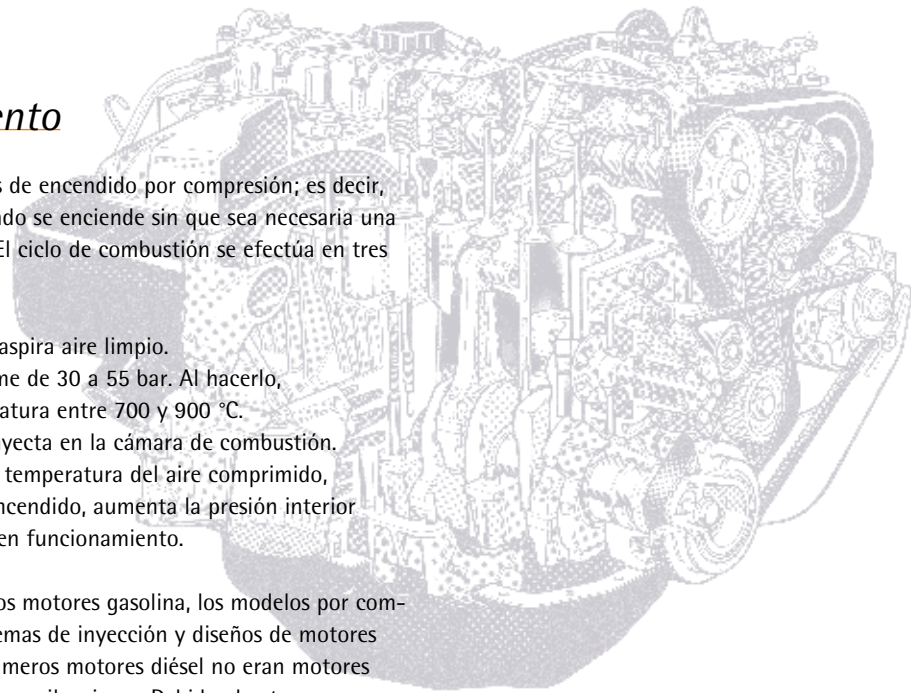 ento
s de encendido por compresión; es decir,
ndo se enciende sin que sea necesaria una
El ciclo de combustión se efectúa en tres
aspira aire limpio.
me de 30 a 55 bar. Al hacerlo,
ratura entre 700 y 900 °C.
yecta en la cámara de combustión.
temperatura del aire comprimido,
ncendido, aumenta la presión interior
en funcionamiento.
os motores gasolina, los modelos por com-
emas de inyección y diseños de motores
imeros motores diésel no eran motores